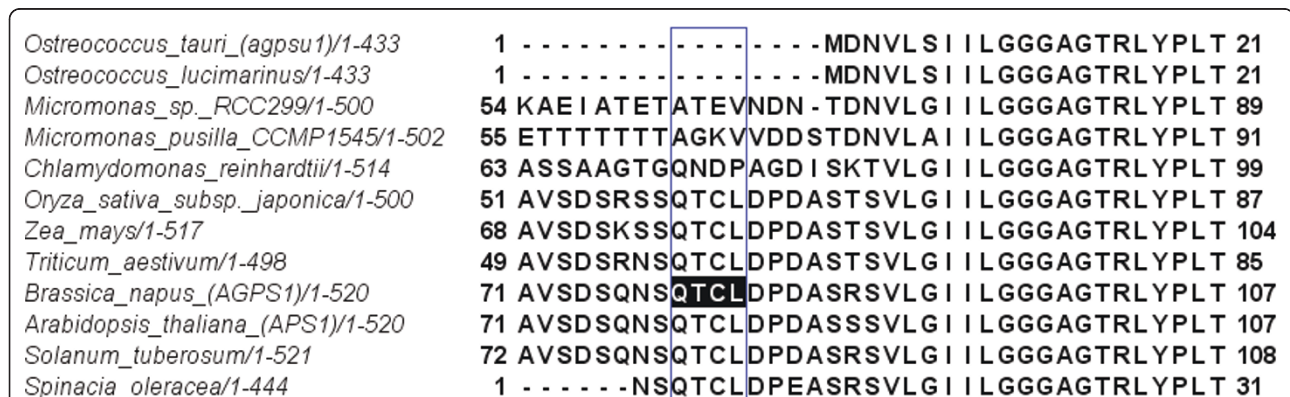 Ostreococcus_tauri_(agpsu1)/1-433 1 ----------------MDNVLSIILGGGAGTRLYPLT 21
Ostreococcus_lucimarinus/1-433 1 ----------------MDNVLSIILGGGAGTRLYPLT 21
Micromonas_sp._RCC299/1-500 54 KAEIATETATEVNDN-TDNVLGIILGGGAGTRLYPLT 89
Micromonas_pusilla_CCMP1545/1-502 55 ETTTTTTTAGKVVDDSTDNVLAIILGGGAGTRLYPLT 91
Chlamydomonas_reinhardtii/1-514 63 ASSAAGTGQNDPAGDISKTVLGIILGGGAGTRLYPLT 99
Oryza_sativa_subsp._japonica/1-500 51 AVSDSRSSQTCLDPDASTSVLGIILGGGAGTRLYPLT 87
Zea_mays/1-517 68 AVSDSKSSQTCLDPDASTSVLGIILGGGAGTRLYPLT 104
Triticum_aestivum/1-498 49 AVSDSRNSQTCLDPDASTSVLGIILGGGAGTRLYPLT 85
Brassica_napus_(AGPS1)/1-520 71 AVSDSQNSQTCLDPDASRSVLGIILGGGAGTRLYPLT 107
Arabidopsis_thaliana_(APS1)/1-520 71 AVSDSQNSQTCLDPDASSSVLGIILGGGAGTRLYPLT 107
Solanum_tuberosum/1-521 72 AVSDSQNSQTCLDPDASRSVLGIILGGGAGTRLYPLT 108
Spinacia_oleracea/1-444 1 ------NSQTCLDPEASRSVLGIILGGGAGTRLYPLT 31